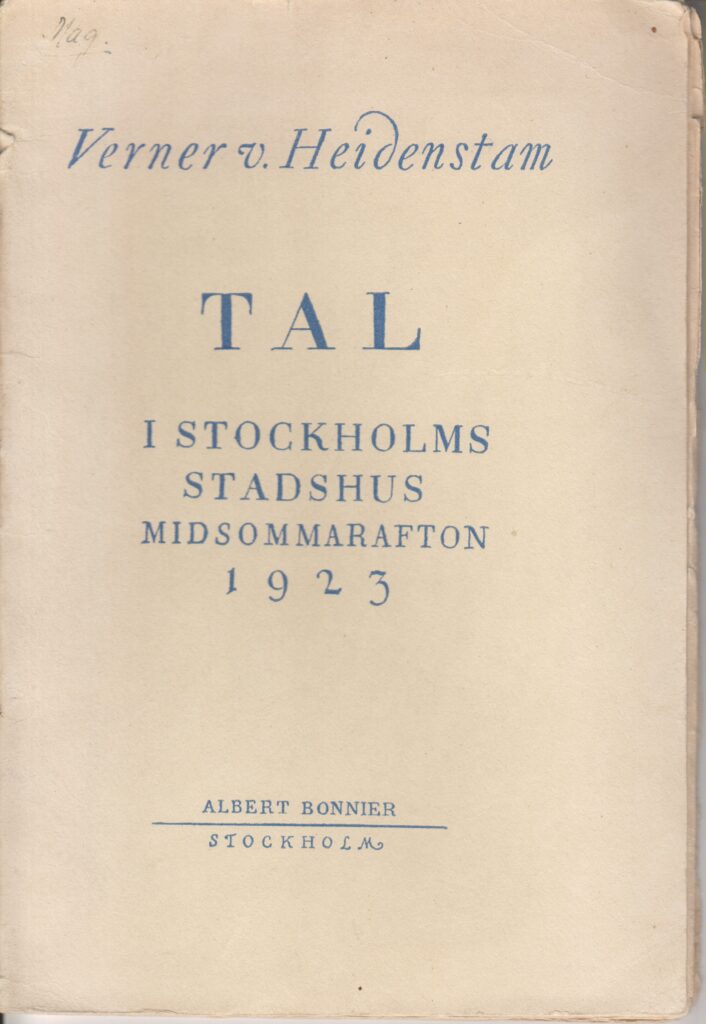 Verner v. Heidenstam
TAL
I STOCKHOLMS
STADSHUS
MIDSOMMARAFTON
1923
ALBERT BONNIER
STOCKHOLM